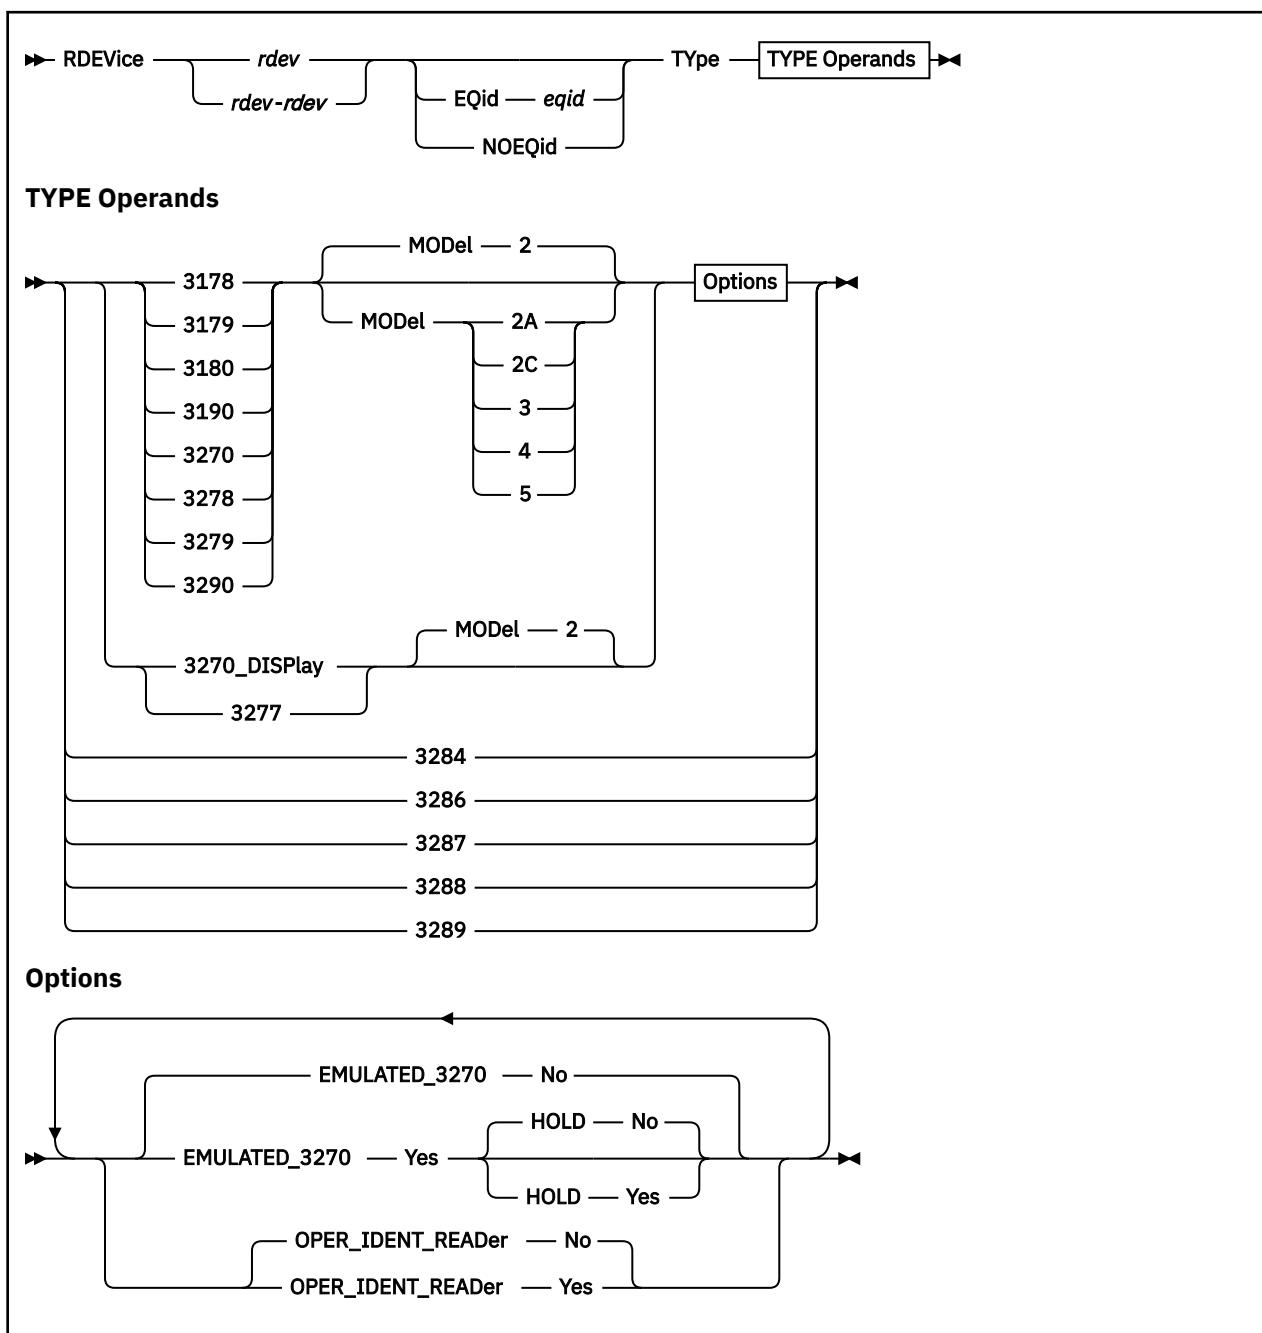 RDEVice rdev TYpe TYPE Operands
rdev-rdev EQid eqid
NOEQid
TYPE Operands
MODel 2
3178 Options
3179 MODel 2A
3180 2C
3190 3
3270 4
3278 5
3279
3290
MODel 2
3270_DISPlay
3277
3284
3286
3287
3288
3289
Options
EMULATED_3270 No
HOLD No
EMULATED_3270 Yes
HOLD Yes
OPER_IDENT_READer No
OPER_IDENT_READer Yes